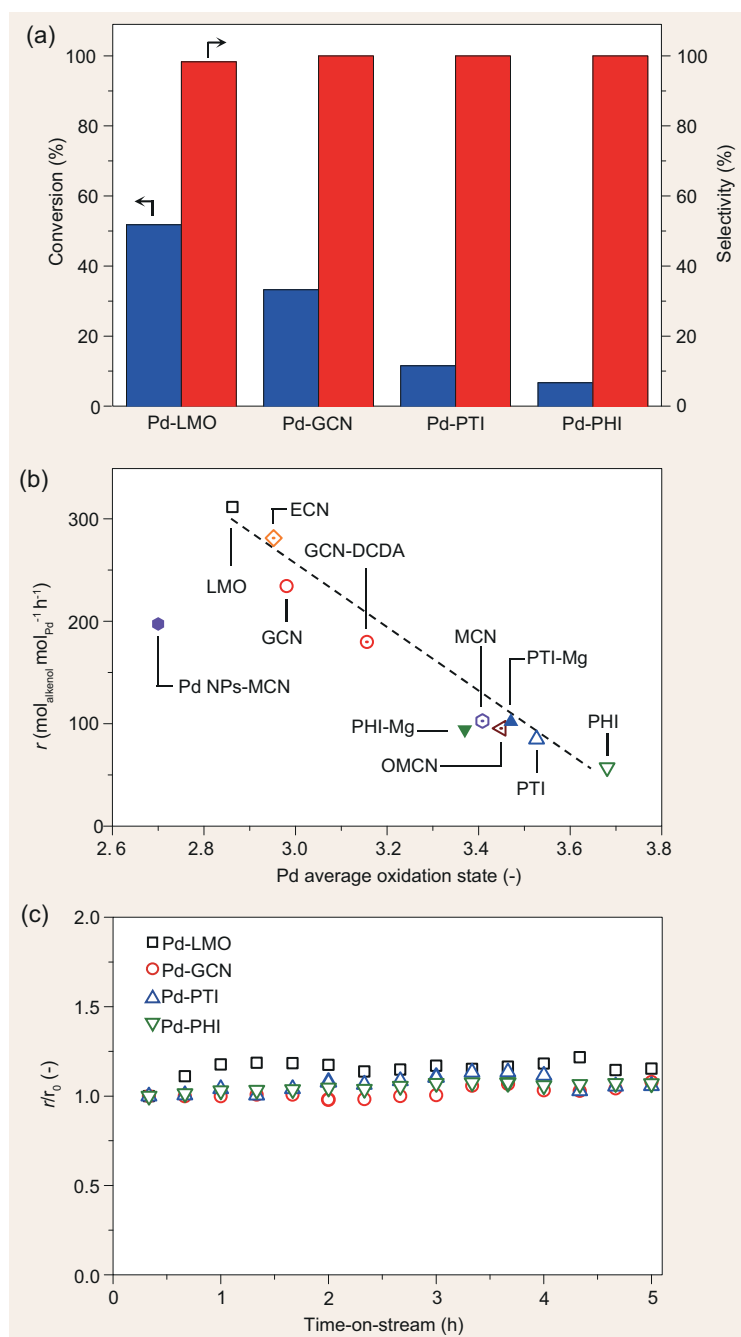 (a)
100
80
60
40
20
0
Conversion (%)
100
80
60
40
20
0
Selectivity (%)
Pd-LMO
Pd-GCN
Pd-PTI
Pd-PHI
(b)
300
200
100
0
r (mol_alkenol mol_Pd^-1 h^-1)
ECN
GCN-DCDA
LMO
GCN
MCN
PTI-Mg
Pd NPs-MCN
PHI-Mg
PHI
OMCN
PTI
2.6
2.8
3.0
3.2
3.4
3.6
3.8
Pd average oxidation state (-)
(c)
2.0
1.5
1.0
0.5
0.0
r/r_0 (-)
Pd-LMO
Pd-GCN
Pd-PTI
Pd-PHI
0
1
2
3
4
5
Time-on-stream (h)